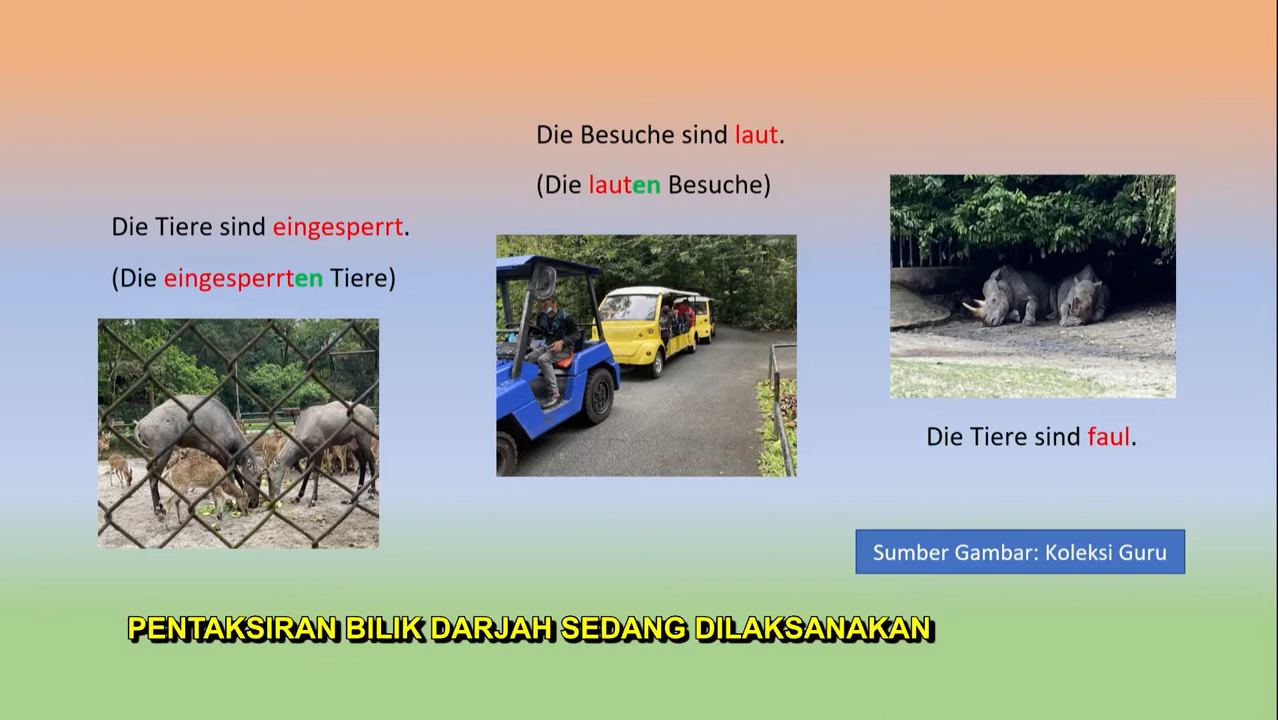 Die Tiere sind eingesperrt.
(Die eingesperrten Tiere)
Die Besuche sind laut.
(Die lauten Besuche)
Die Tiere sind faul.
Sumber Gambar: Koleksi Guru
PENTAKSIRAN BILIK DARJAH SEDANG DILAKSANAKAN